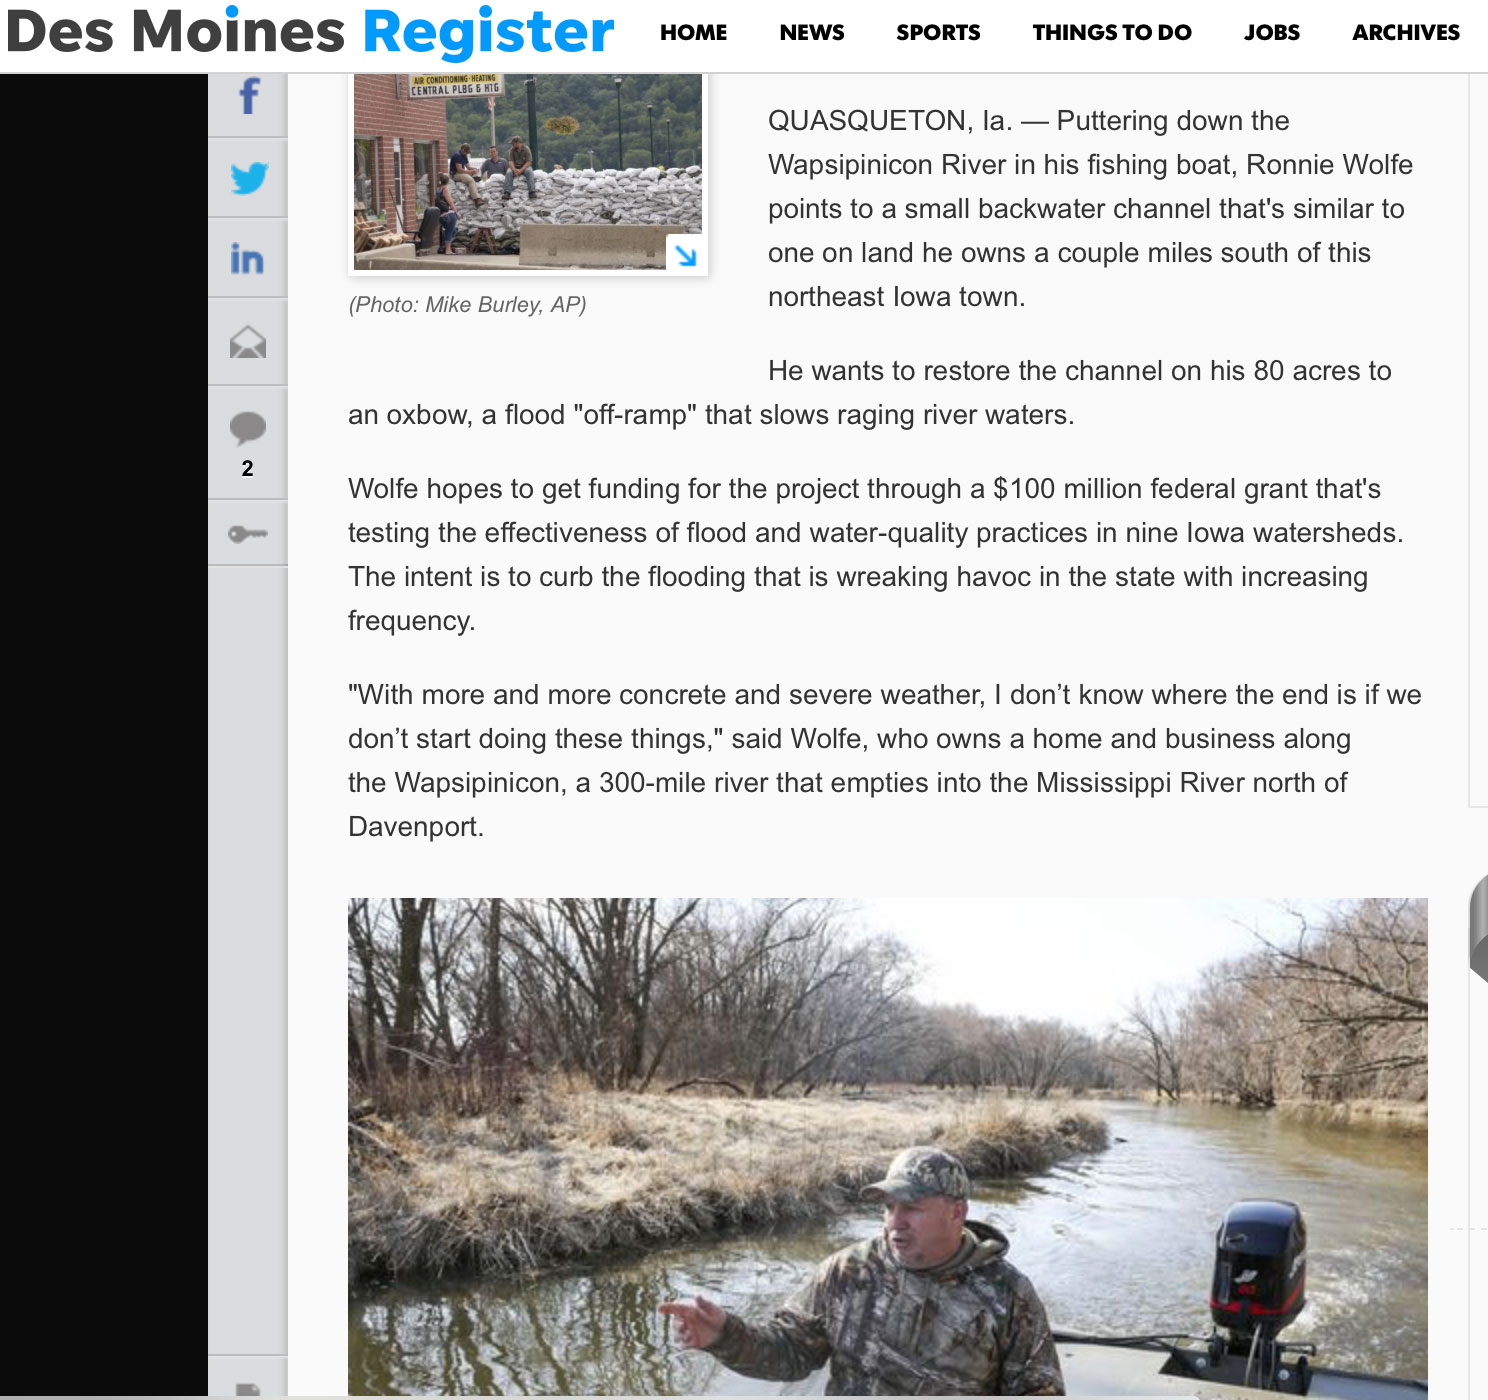 Des Moines Register HOME NEWS SPORTS THINGS TO DO JOBS ARCHIVES
AIR CONDITIONING-HEATING
CENTRAL PLBG & HTG
(Photo: Mike Burley, AP)
f
in
2
QUASQUETON, Ia. — Puttering down the
Wapsipinicon River in his fishing boat, Ronnie Wolfe
points to a small backwater channel that's similar to
one on land he owns a couple miles south of this
northeast Iowa town.
He wants to restore the channel on his 80 acres to
an oxbow, a flood "off-ramp" that slows raging river waters.
Wolfe hopes to get funding for the project through a $100 million federal grant that's
testing the effectiveness of flood and water-quality practices in nine Iowa watersheds.
The intent is to curb the flooding that is wreaking havoc in the state with increasing
frequency.
"With more and more concrete and severe weather, I don’t know where the end is if we
don’t start doing these things," said Wolfe, who owns a home and business along
the Wapsipinicon, a 300-mile river that empties into the Mississippi River north of
Davenport.